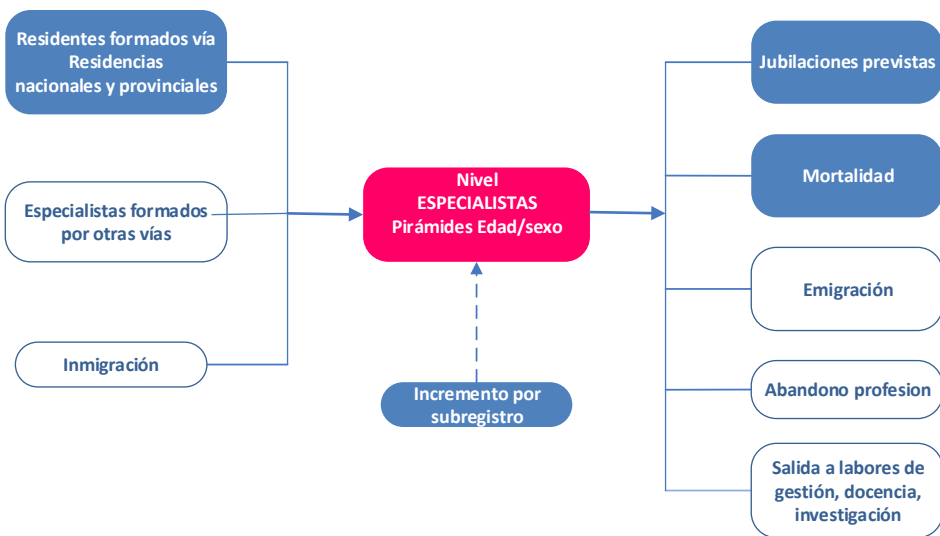 Residentes formados vía
Residencias
nacionales y provinciales
Especialistas formados
por otras vías
Inmigración
Nivel
ESPECIALISTAS
Pirámides Edad/sexo
Incremento por
subregistro
Jubilaciones previstas
Mortalidad
Emigración
Abandono profesion
Salida a labores de
gestión, docencia,
investigación